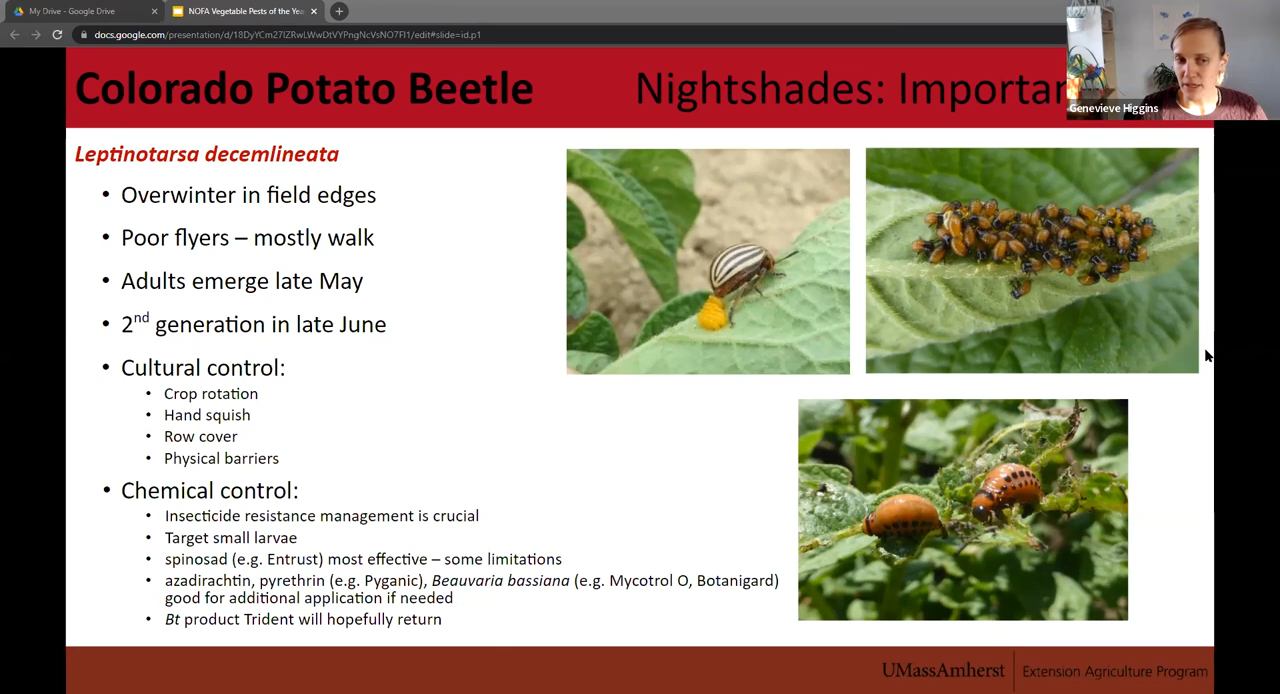 My Drive - Google Drive
NOFA Vegetable Pests of the Yea
docs.google.com/presentation/d/18DyYCm27lZRwLWwDtVYPngNcVsNO7Fl1/edit#slide=id.p1
Colorado Potato Beetle
Nightshades: Importan
Genevieve Higgins
Leptinotarsa decemlineata
• Overwinter in field edges
• Poor flyers – mostly walk
• Adults emerge late May
• 2nd generation in late June
• Cultural control:
• Crop rotation
• Hand squish
• Row cover
• Physical barriers
• Chemical control:
• Insecticide resistance management is crucial
• Target small larvae
• spinosad (e.g. Entrust) most effective – some limitations
• azadirachtin, pyrethrin (e.g. Pyganic), Beauvaria bassiana (e.g. Mycotrol O, Botanigard)
good for additional application if needed
• Bt product Trident will hopefully return
UMassAmherst
Extension Agriculture Program